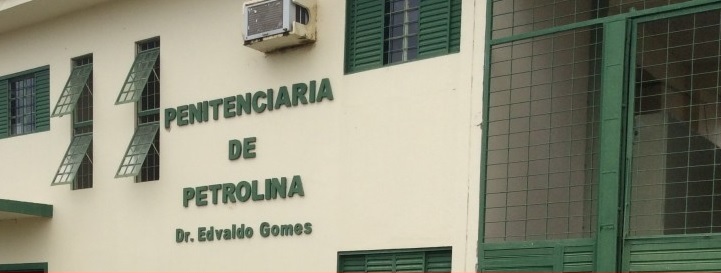 PENITENCIARIA
DE
PETROLINA
Dr. Edvaldo Gomes